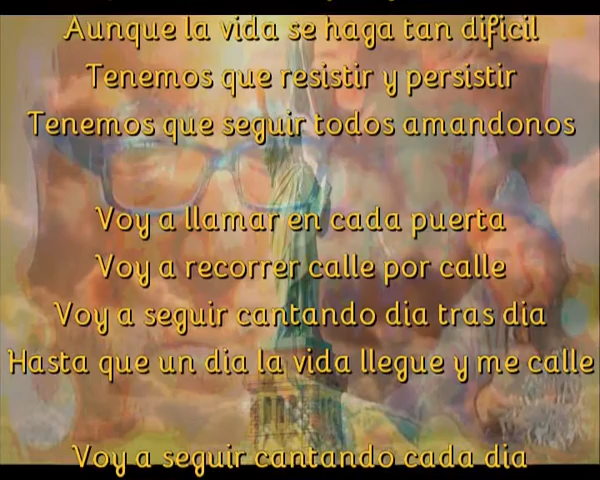 Aunque la vida se haga tan dificil
Tenemos que resistir y persistir
Tenemos que seguir todos amandonos
Voy a llamar en cada puerta
Voy a recorrer calle por calle
Voy a seguir cantando dia tras dia
Hasta que un dia la vida llegue y me calle
Voy a seguir cantando cada dia